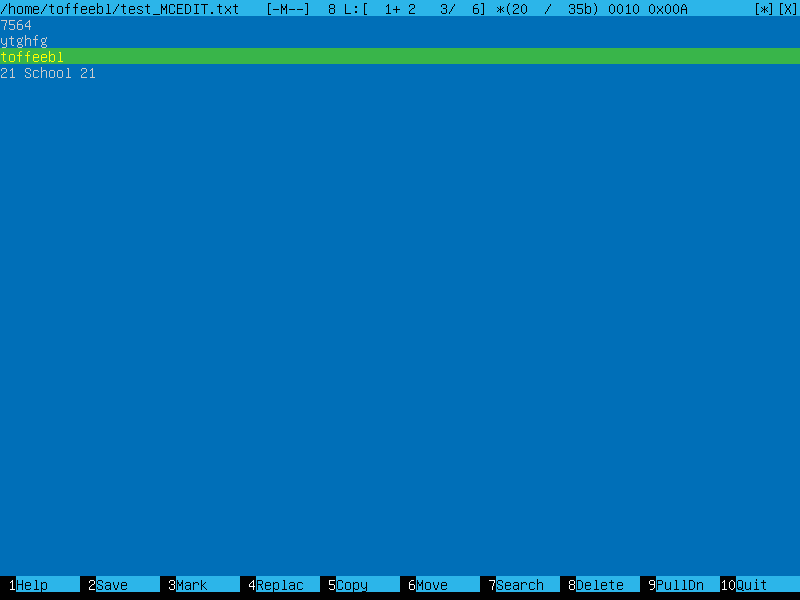 /home/toffeebl/test_MCEDIT.txt [-M--] 8 L:[ 1+ 2 3/ 6] *(20 / 35b) 0010 0x00A [*][X]
7564
ytghfg
toffeebl
21 School 21
1Help 2Save 3Mark 4Replac 5Copy 6Move 7Search 8Delete 9PullDn 10Quit